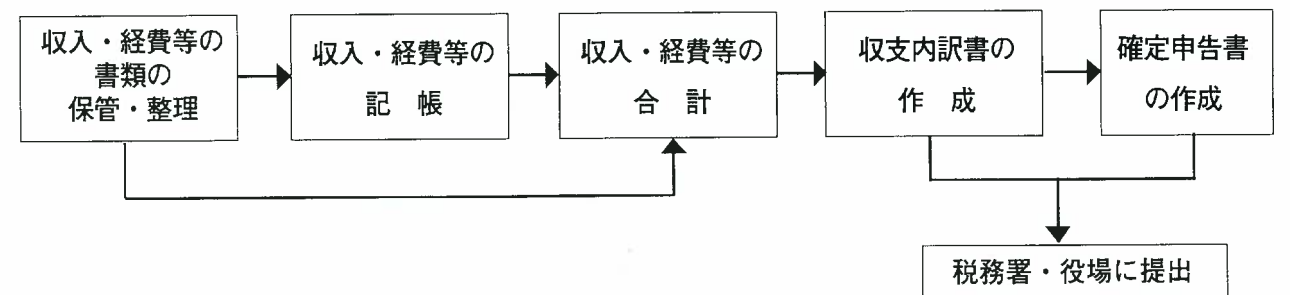 収入・経費等の
書類の
保管・整理
収入・経費等の
記 帳
収入・経費等の
合 計
収支内訳書の
作 成
確定申告書
の作成
税務署・役場に提出